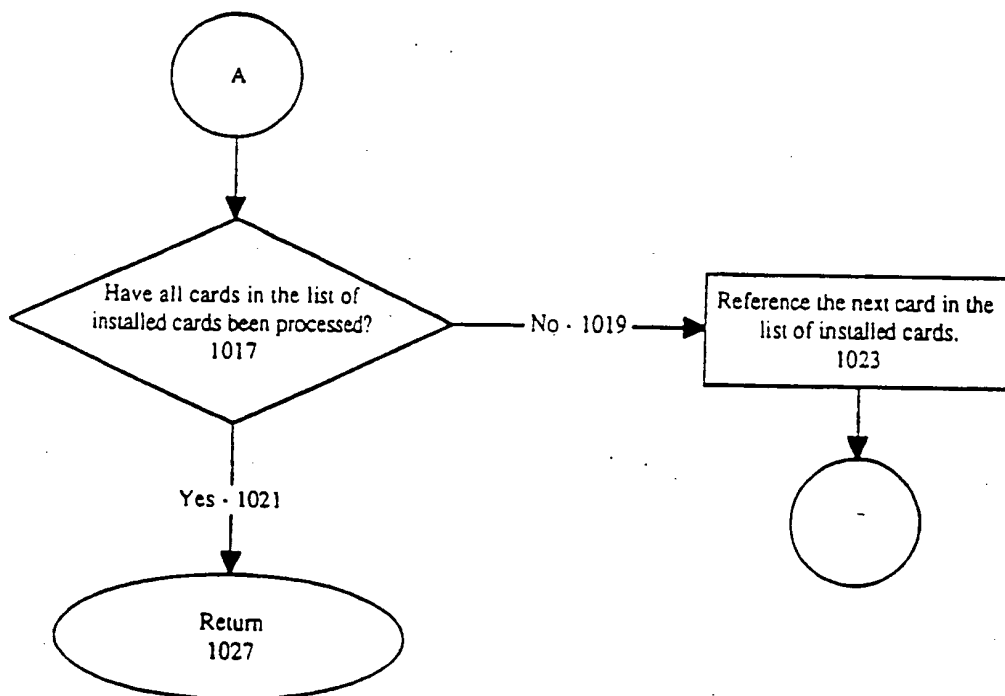 A
Have all cards in the list of
installed cards been processed?
1017
No - 1019
Reference the next card in the
list of installed cards.
1023
Yes - 1021
Return
1027